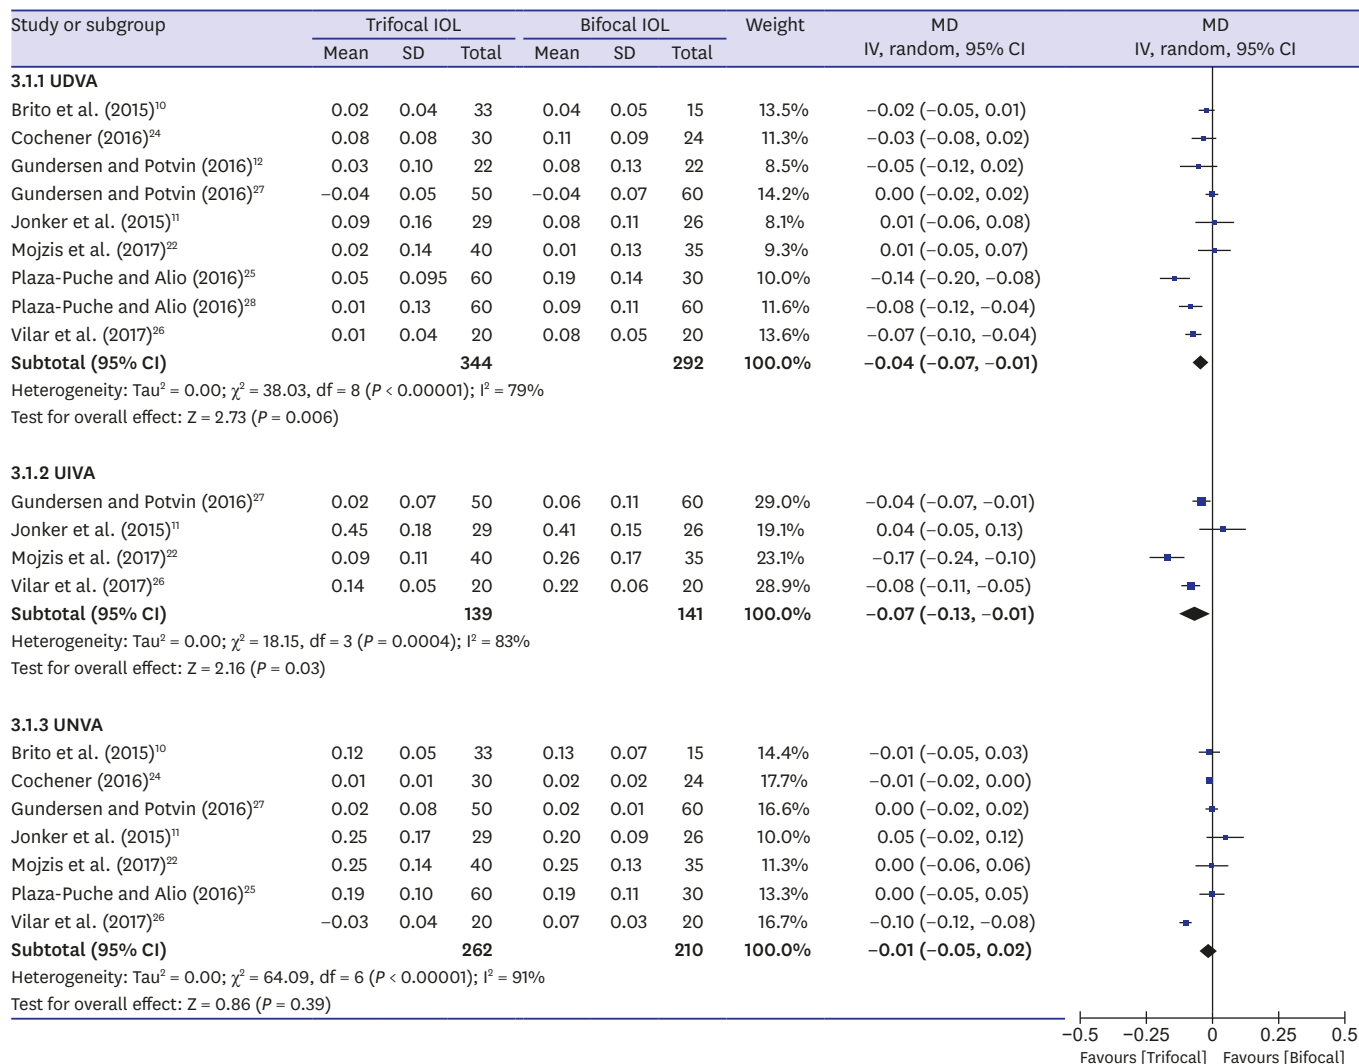 Study or subgroup Trifocal IOL Bifocal IOL Weight MD MD
Mean SD Total Mean SD Total IV, random, 95% CI IV, random, 95% CI
3.1.1 UDVA
Brito et al. (2015)¹⁰ 0.02 0.04 33 0.04 0.05 15 13.5% −0.02 (−0.05, 0.01)
Cochener (2016)²⁴ 0.08 0.08 30 0.11 0.09 24 11.3% −0.03 (−0.08, 0.02)
Gundersen and Potvin (2016)¹² 0.03 0.10 22 0.08 0.13 22 8.5% −0.05 (−0.12, 0.02)
Gundersen and Potvin (2016)²⁷ −0.04 0.05 50 −0.04 0.07 60 14.2% 0.00 (−0.02, 0.02)
Jonker et al. (2015)¹¹ 0.09 0.16 29 0.08 0.11 26 8.1% 0.01 (−0.06, 0.08)
Mojzis et al. (2017)²² 0.02 0.14 40 0.01 0.13 35 9.3% 0.01 (−0.05, 0.07)
Plaza-Puche and Alio (2016)²⁵ 0.05 0.095 60 0.19 0.14 30 10.0% −0.14 (−0.20, −0.08)
Plaza-Puche and Alio (2016)²⁸ 0.01 0.13 60 0.09 0.11 60 11.6% −0.08 (−0.12, −0.04)
Vilar et al. (2017)²⁶ 0.01 0.04 20 0.08 0.05 20 13.6% −0.07 (−0.10, −0.04)
Subtotal (95% CI) 344 292 100.0% −0.04 (−0.07, −0.01)
Heterogeneity: Tau² = 0.00; χ² = 38.03, df = 8 (P < 0.00001); I² = 79%
Test for overall effect: Z = 2.73 (P = 0.006)
3.1.2 UIVA
Gundersen and Potvin (2016)²⁷ 0.02 0.07 50 0.06 0.11 60 29.0% −0.04 (−0.07, −0.01)
Jonker et al. (2015)¹¹ 0.45 0.18 29 0.41 0.15 26 19.1% 0.04 (−0.05, 0.13)
Mojzis et al. (2017)²² 0.09 0.11 40 0.26 0.17 35 23.1% −0.17 (−0.24, −0.10)
Vilar et al. (2017)²⁶ 0.14 0.05 20 0.22 0.06 20 28.9% −0.08 (−0.11, −0.05)
Subtotal (95% CI) 139 141 100.0% −0.07 (−0.13, −0.01)
Heterogeneity: Tau² = 0.00; χ² = 18.15, df = 3 (P = 0.0004); I² = 83%
Test for overall effect: Z = 2.16 (P = 0.03)
3.1.3 UNVA
Brito et al. (2015)¹⁰ 0.12 0.05 33 0.13 0.07 15 14.4% −0.01 (−0.05, 0.03)
Cochener (2016)²⁴ 0.01 0.01 30 0.02 0.02 24 17.7% −0.01 (−0.02, 0.00)
Gundersen and Potvin (2016)²⁷ 0.02 0.08 50 0.02 0.01 60 16.6% 0.00 (−0.02, 0.02)
Jonker et al. (2015)¹¹ 0.25 0.17 29 0.20 0.09 26 10.0% 0.05 (−0.02, 0.12)
Mojzis et al. (2017)²² 0.25 0.14 40 0.25 0.13 35 11.3% 0.00 (−0.06, 0.06)
Plaza-Puche and Alio (2016)²⁵ 0.19 0.10 60 0.19 0.11 30 13.3% 0.00 (−0.05, 0.05)
Vilar et al. (2017)²⁶ −0.03 0.04 20 0.07 0.03 20 16.7% −0.10 (−0.12, −0.08)
Subtotal (95% CI) 262 210 100.0% −0.01 (−0.05, 0.02)
Heterogeneity: Tau² = 0.00; χ² = 64.09, df = 6 (P < 0.00001); I² = 91%
Test for overall effect: Z = 0.86 (P = 0.39)
−0.5 −0.25 0 0.25 0.5
Favours [Trifocal] Favours [Bifocal]